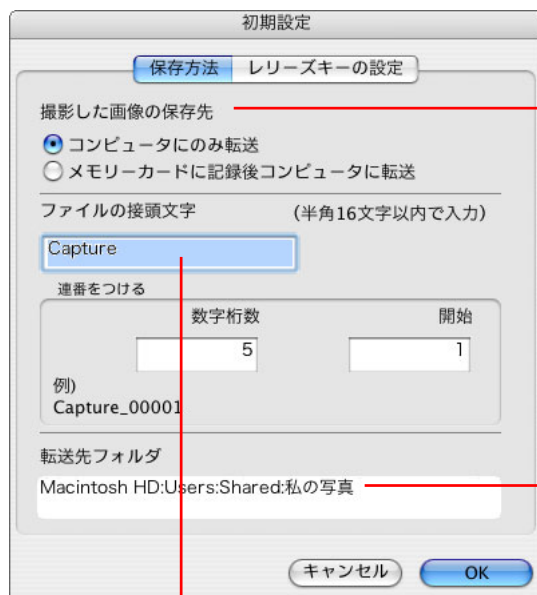 初期設定
保存方法 レリーズキーの設定
撮影した画像の保存先
コンピュータにのみ転送
メモリーカードに記録後コンピュータに転送
ファイルの接頭文字 (半角16文字以内で入力)
Capture
連番をつける
数字桁数 開始
5 1
例)
Capture_00001
転送先フォルダ
Macintosh HD:Users:Shared:私の写真
キャンセル OK